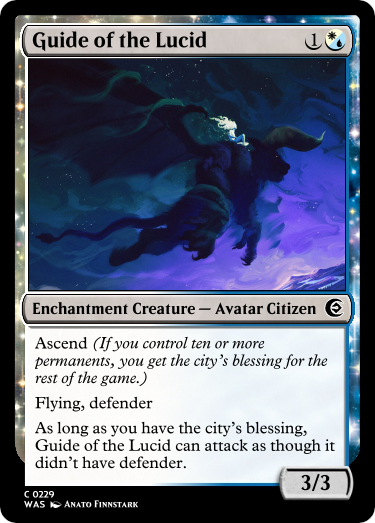 Guide of the Lucid 1
Enchantment Creature — Avatar Citizen
Ascend (If you control ten or more
permanents, you get the city's blessing for the
rest of the game.)
Flying, defender
As long as you have the city's blessing,
Guide of the Lucid can attack as though it
didn't have defender.
3/3
C 0229
WAS ANATO FINNSTARK